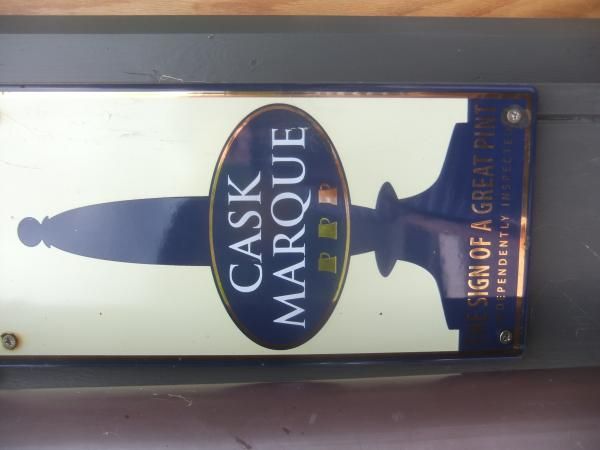 CASK
MARQUE
THE SIGN OF A GREAT PINT
INDEPENDENTLY INSPECTED